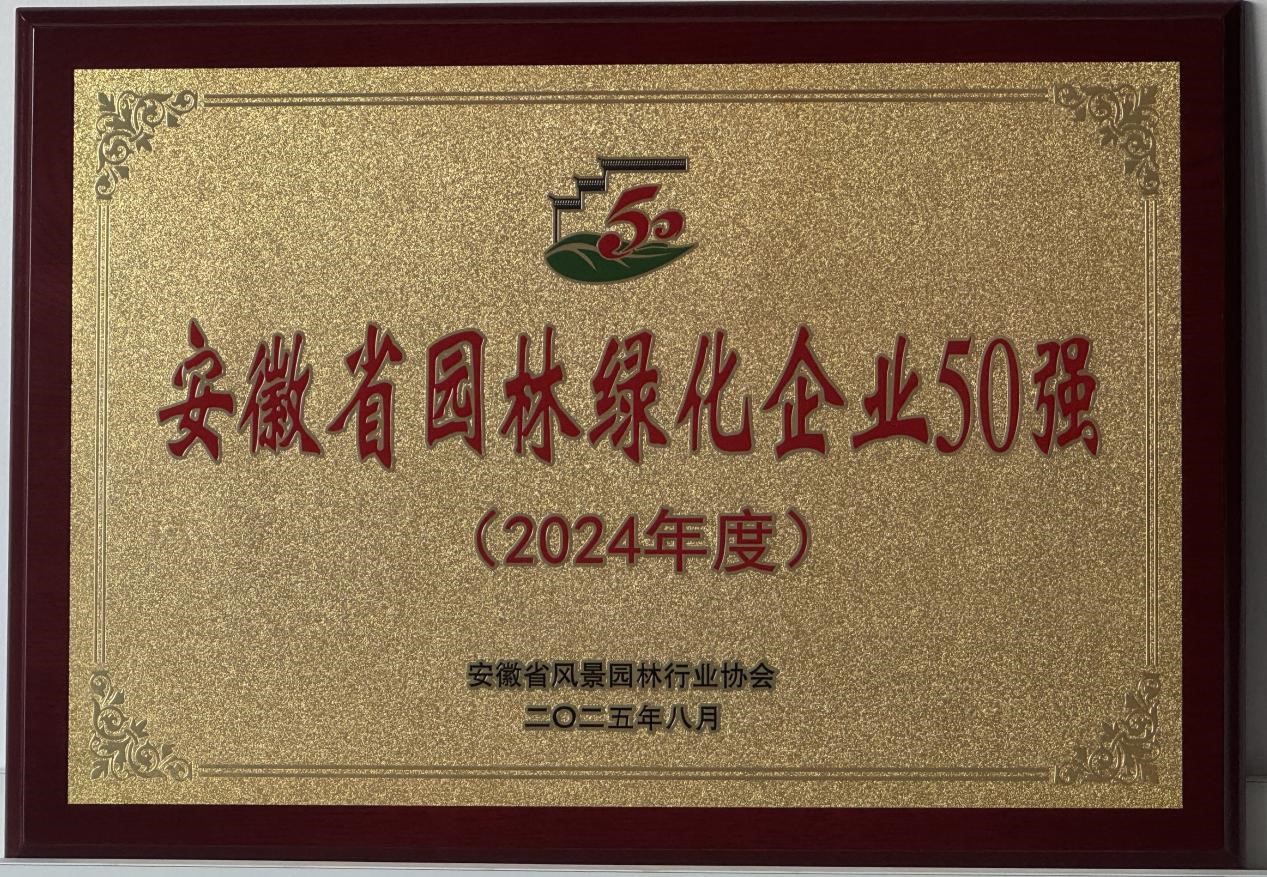 50
安徽省园林绿化企业50强
（2024年度）
安徽省风景园林行业协会
二〇二五年八月